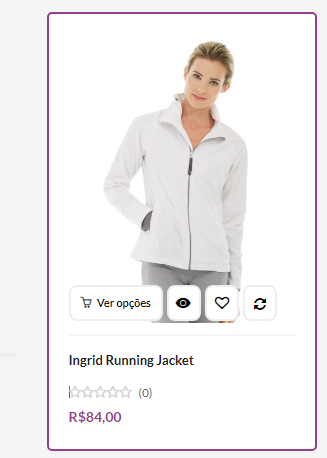 Ver opções
Ingrid Running Jacket
(0)
R$84,00